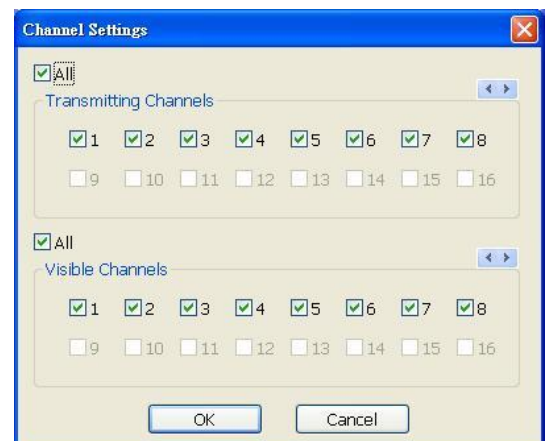 Channel Settings
All
Transmitting Channels
1 2 3 4 5 6 7 8
9 10 11 12 13 14 15 16
All
Visible Channels
1 2 3 4 5 6 7 8
9 10 11 12 13 14 15 16
OK Cancel